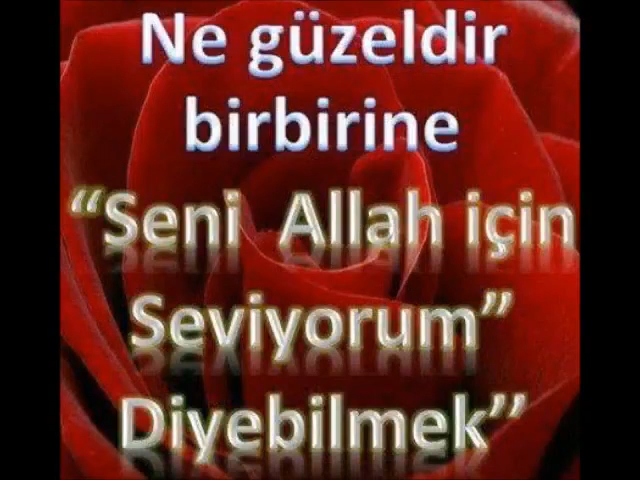 Ne güzeldir
birbirine
“Seni Allah için
Seviyorum”
Diyebilmek’’